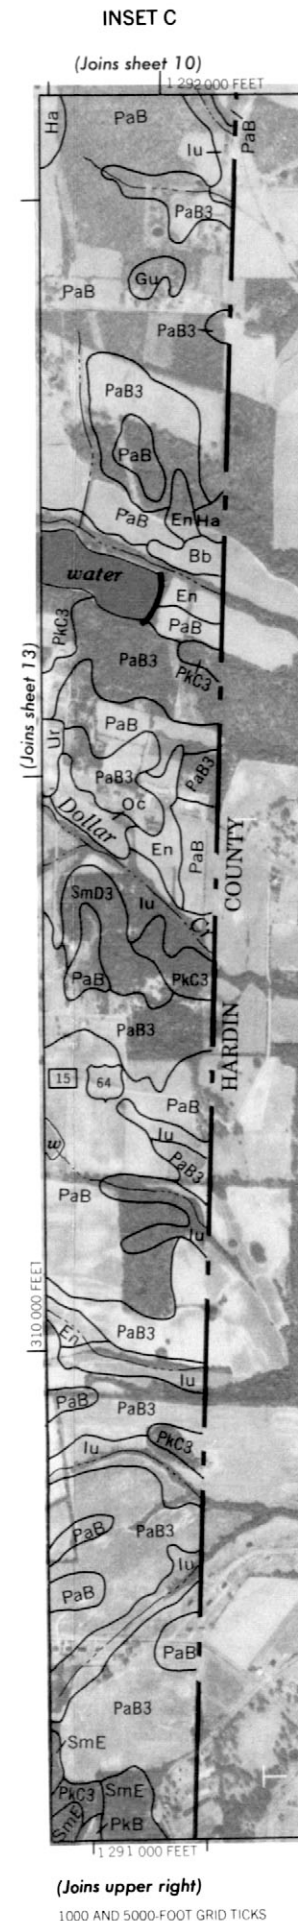 INSET C
(Joins sheet 10)
1 292 000 FEET
Ha
PaB
Iu
PaB
PaB3
Gu
PaB
PaB3
PaB3
PaB
PaB
En
Ha
Bb
water
En
PaB
PkC3
PaB3
PkC3
(Joins sheet 13)
Ur
PaB
PaB3
PaB3
Oc
Dollar
En
PaB
COUNTY
SmD3
Iu
Cr
PaB
PkC3
HARDIN
PaB3
15
64
PaB
Iu
w
PaB3
PaB
Iu
310 000 FEET
En
PaB3
Iu
PaB
PaB3
Iu
PkC3
PaB
PaB3
Iu
PaB
PaB
PaB3
SmE
PkC3
SmE
SmE
PkB
1 291 000 FEET
(Joins upper right)
1000 AND 5000-FOOT GRID TICKS